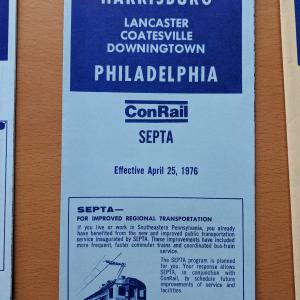 HARRISBURG
LANCASTER
COATESVILLE
DOWNINGTOWN
PHILADELPHIA
ConRail
SEPTA
Effective April 25, 1976
SEPTA—
FOR IMPROVED REGIONAL TRANSPORTATION
If you live or work in Southeastern Pennsylvania, you
already have benefited from the new and improved public transportation
service inaugurated by SEPTA. These improvements have included
more frequent, faster commuter trains and coordinated bus-train
service.
The SEPTA program is planned
for you. Your response allows
SEPTA, in conjunction with
ConRail, to schedule future
improvements of service and
facilities.